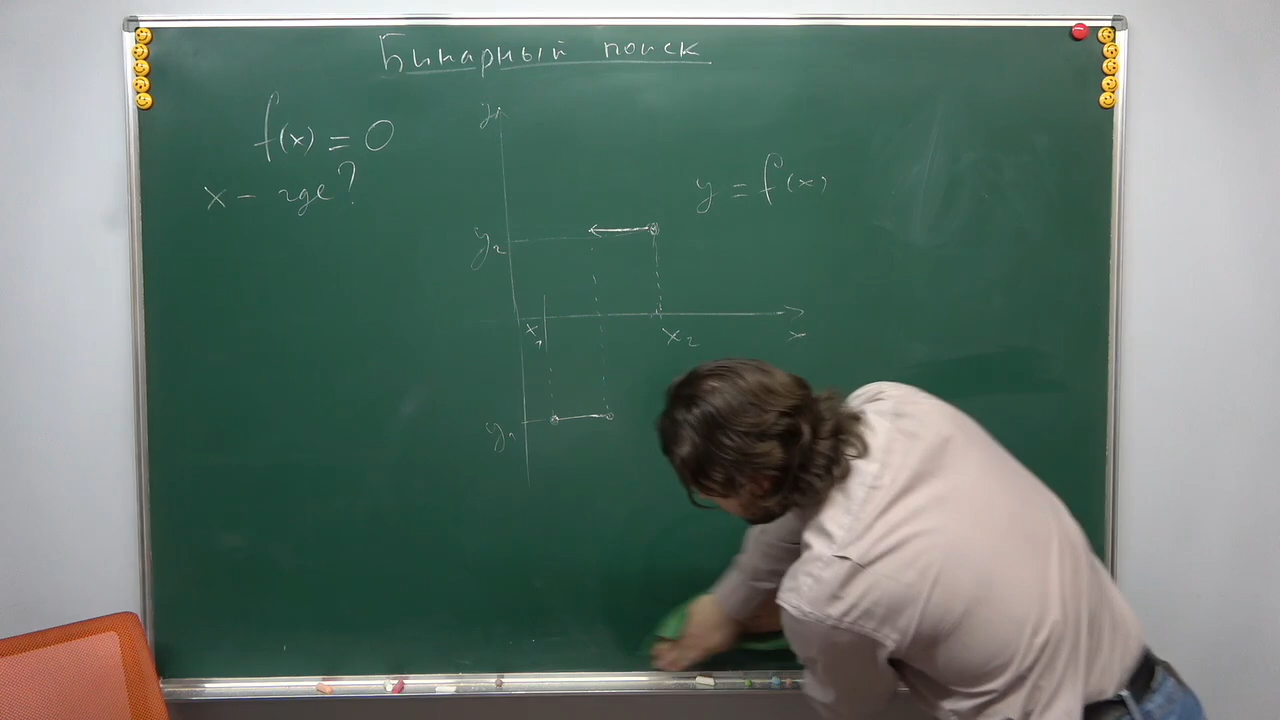 Бинарный поиск
f(x) = 0
x – где?
y
y = f(x)
y₂
x₁
x₂
x
y₁